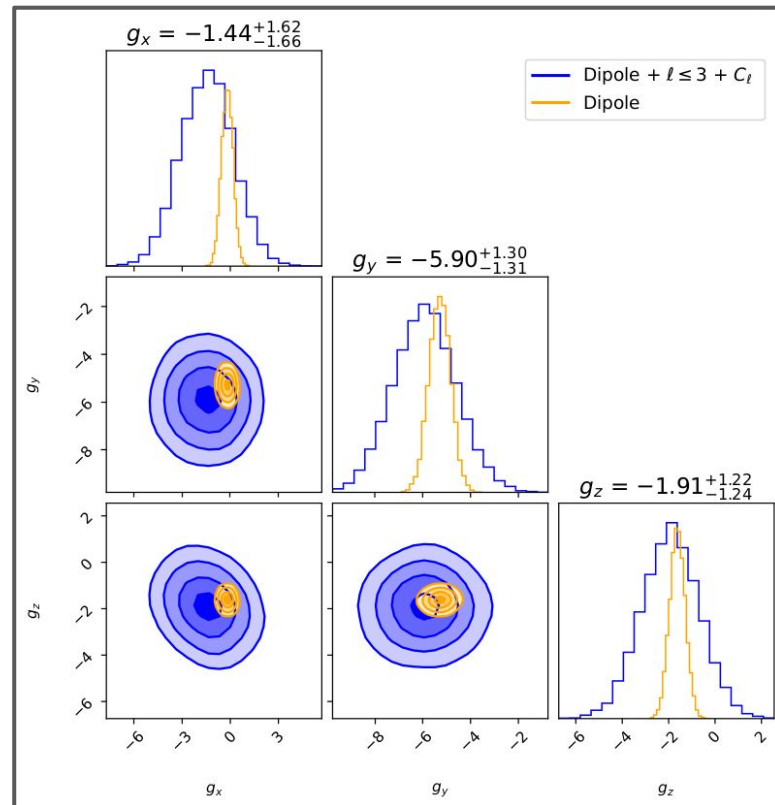 g_x = −1.44^{+1.62}_{−1.66}
Dipole + ℓ ≤ 3 + C_ℓ
Dipole
g_y = −5.90^{+1.30}_{−1.31}
−2
−4
−6
−8
g_y
g_z = −1.91^{+1.22}_{−1.24}
2
0
−2
−4
−6
g_z
−6 −3 0 3
−8 −6 −4 −2
−6 −4 −2 0 2
g_x
g_y
g_z